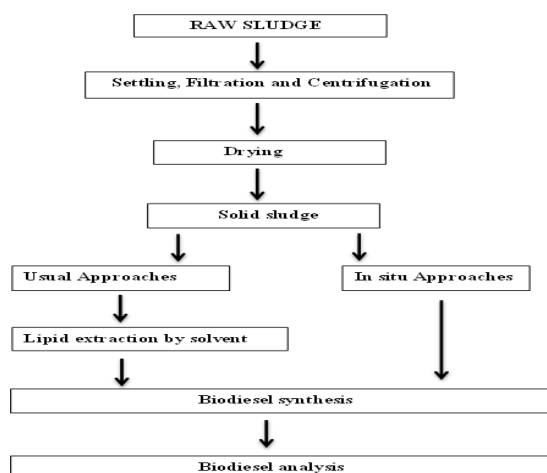 RAW SLUDGE
Settling, Filtration and Centrifugation
Drying
Solid sludge
Usual Approaches
In situ Approaches
Lipid extraction by solvent
Biodiesel synthesis
Biodiesel analysis